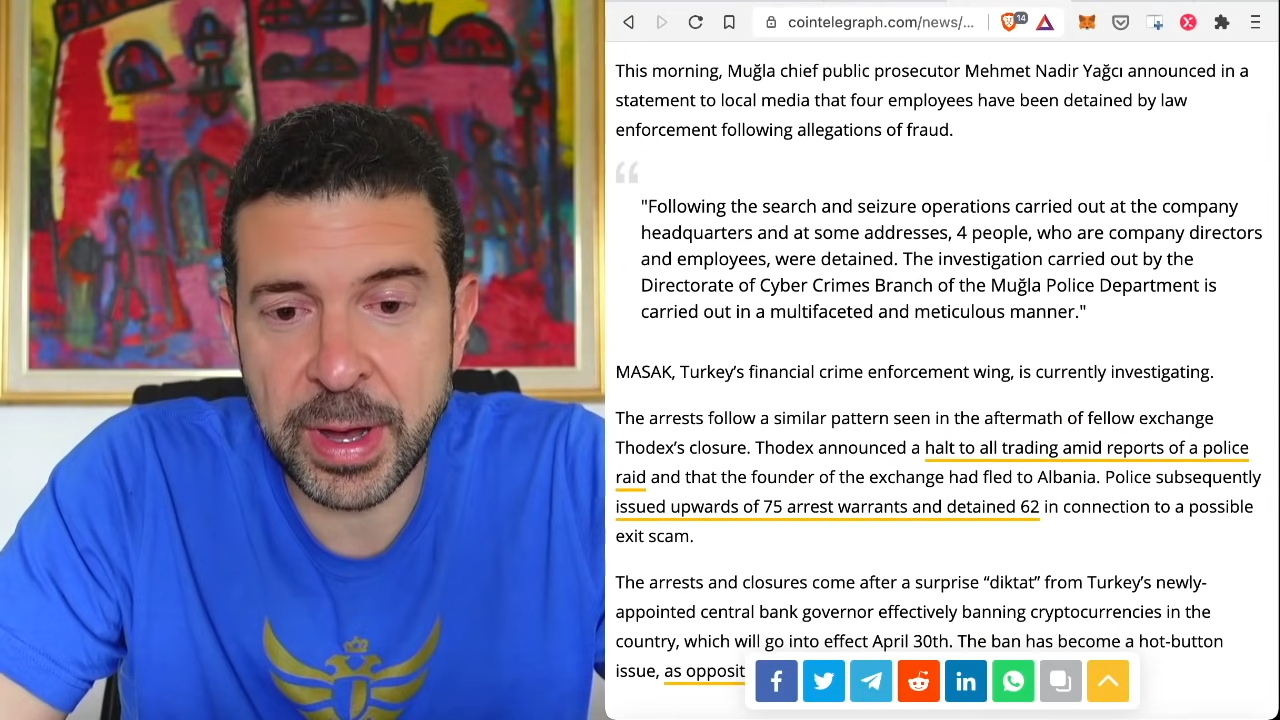 cointelegraph.com/news/...
14
This morning, Muğla chief public prosecutor Mehmet Nadir Yağcı announced in a
statement to local media that four employees have been detained by law
enforcement following allegations of fraud.
"Following the search and seizure operations carried out at the company
headquarters and at some addresses, 4 people, who are company directors
and employees, were detained. The investigation carried out by the
Directorate of Cyber Crimes Branch of the Muğla Police Department is
carried out in a multifaceted and meticulous manner."
MASAK, Turkey’s financial crime enforcement wing, is currently investigating.
The arrests follow a similar pattern seen in the aftermath of fellow exchange
Thodex’s closure. Thodex announced a halt to all trading amid reports of a police
raid and that the founder of the exchange had fled to Albania. Police subsequently
issued upwards of 75 arrest warrants and detained 62 in connection to a possible
exit scam.
The arrests and closures come after a surprise “diktat” from Turkey’s newly-
appointed central bank governor effectively banning cryptocurrencies in the
country, which will go into effect April 30th. The ban has become a hot-button
issue, as opposit